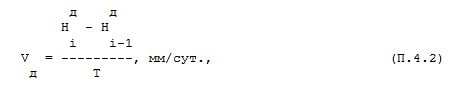 д д
Н - Н
i i-1
V = ---------, мм/сут., (П.4.2)
д Т